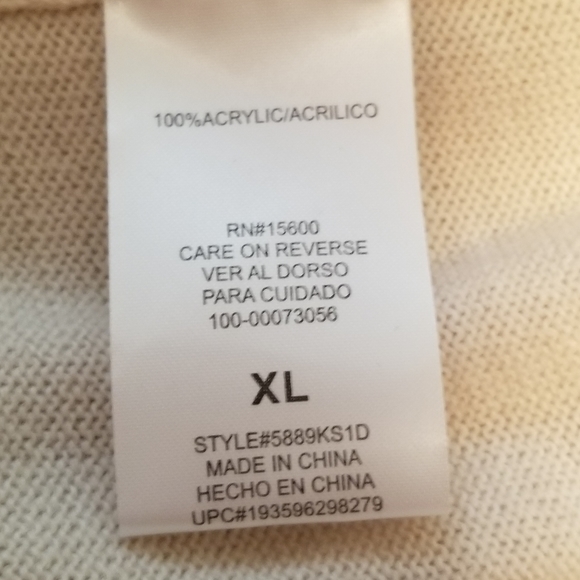 100%ACRYLIC/ACRILICO
RN#15600
CARE ON REVERSE
VER AL DORSO
PARA CUIDADO
100-00073056
XL
STYLE#5889KS1D
MADE IN CHINA
HECHO EN CHINA
UPC#193596298279